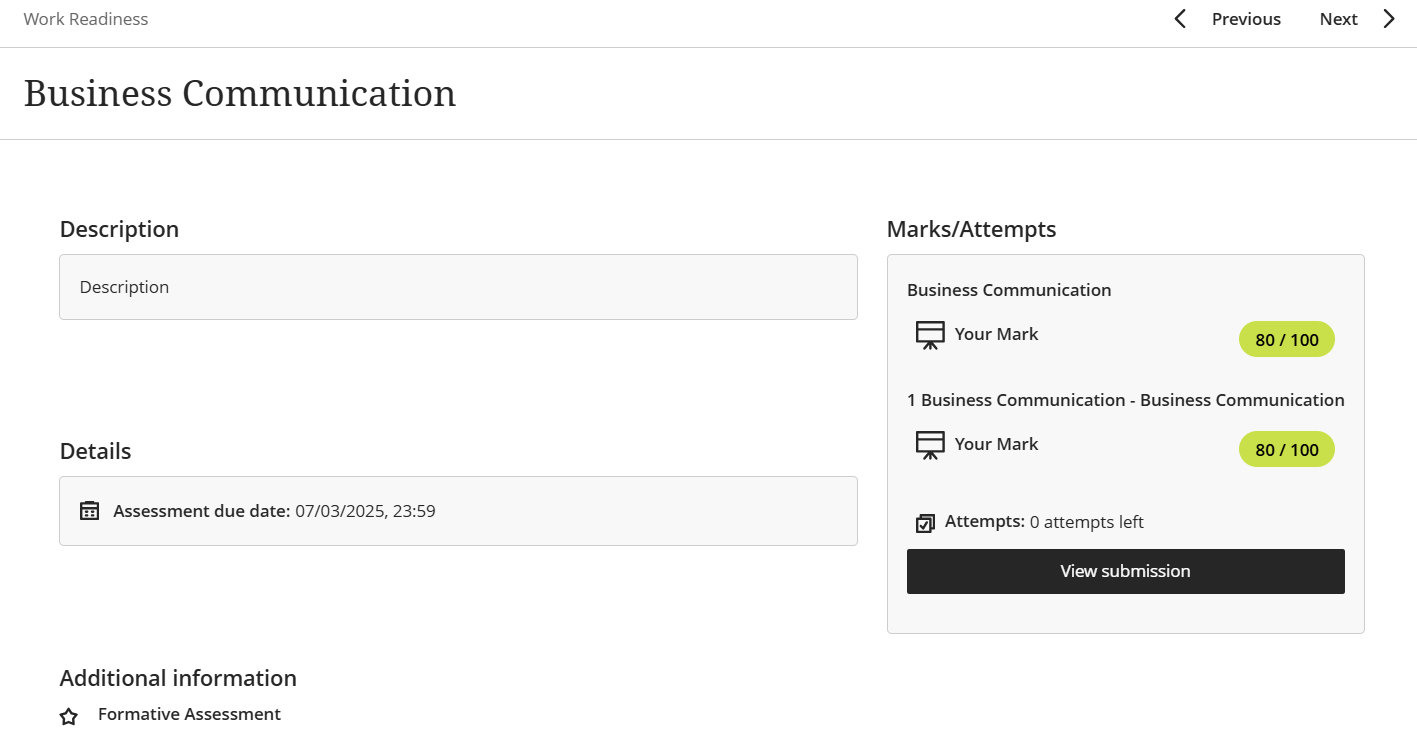 Work Readiness
Previous
Next
Business Communication
Description
Description
Details
Assessment due date: 07/03/2025, 23:59
Additional information
Formative Assessment
Marks/Attempts
Business Communication
Your Mark
80 / 100
1 Business Communication - Business Communication
Your Mark
80 / 100
Attempts: 0 attempts left
View submission